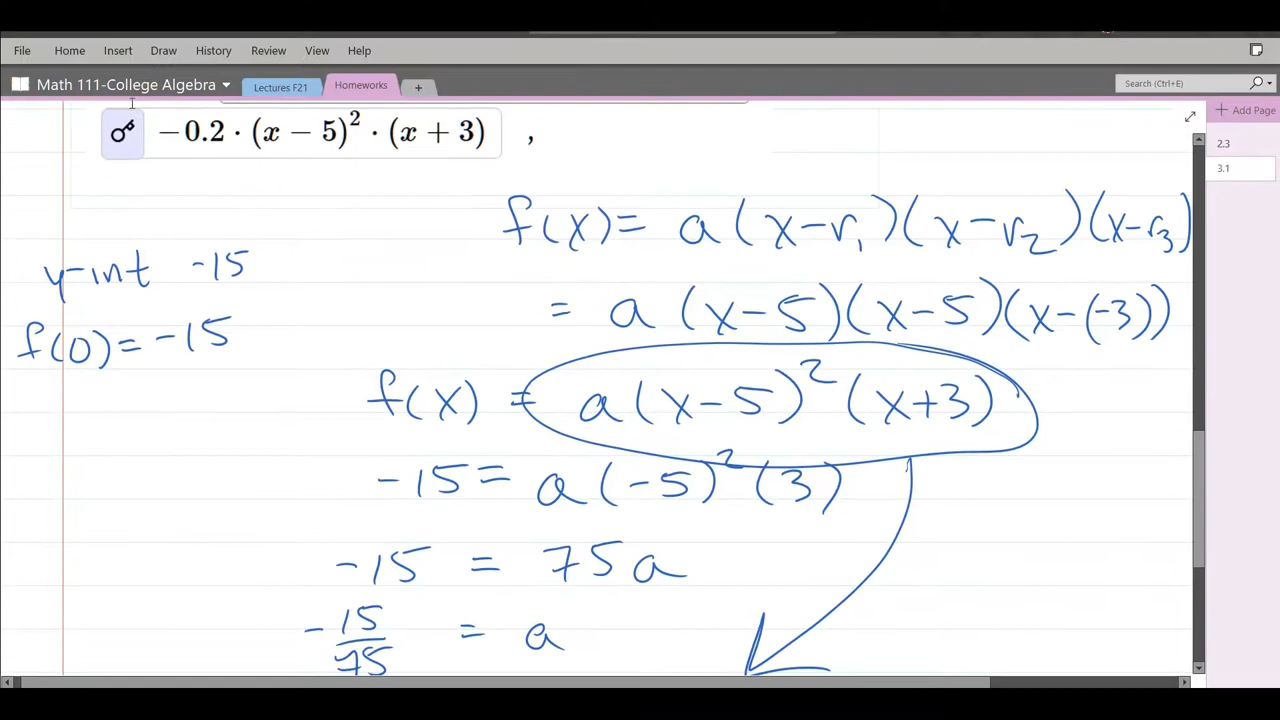 File Home Insert Draw History Review View Help
Math 111-College Algebra Lectures F21 Homeworks + Search (Ctrl+E)
+ Add Page
2.3
3.1
−0.2 · (x − 5)² · (x + 3) ,
f(x)= a(x-r₁)(x-r₂)(x-r₃)
y-int -15
= a(x-5)(x-5)(x-(-3))
f(0)= -15
f(x) = a(x-5)²(x+3)
-15 = a(-5)²(3)
-15 = 75a
-15/75 = a